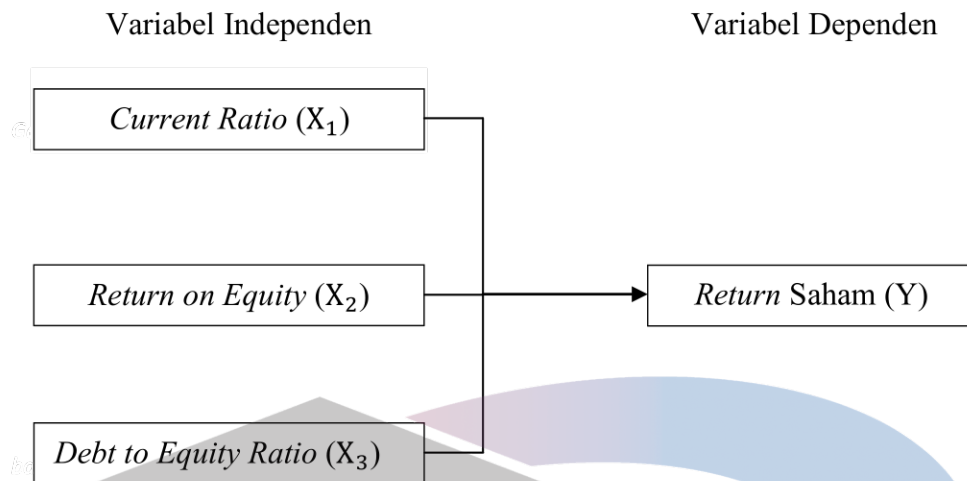 Variabel Independen
Variabel Dependen
Current Ratio (X₁)
Return on Equity (X₂)
Return Saham (Y)
Debt to Equity Ratio (X₃)